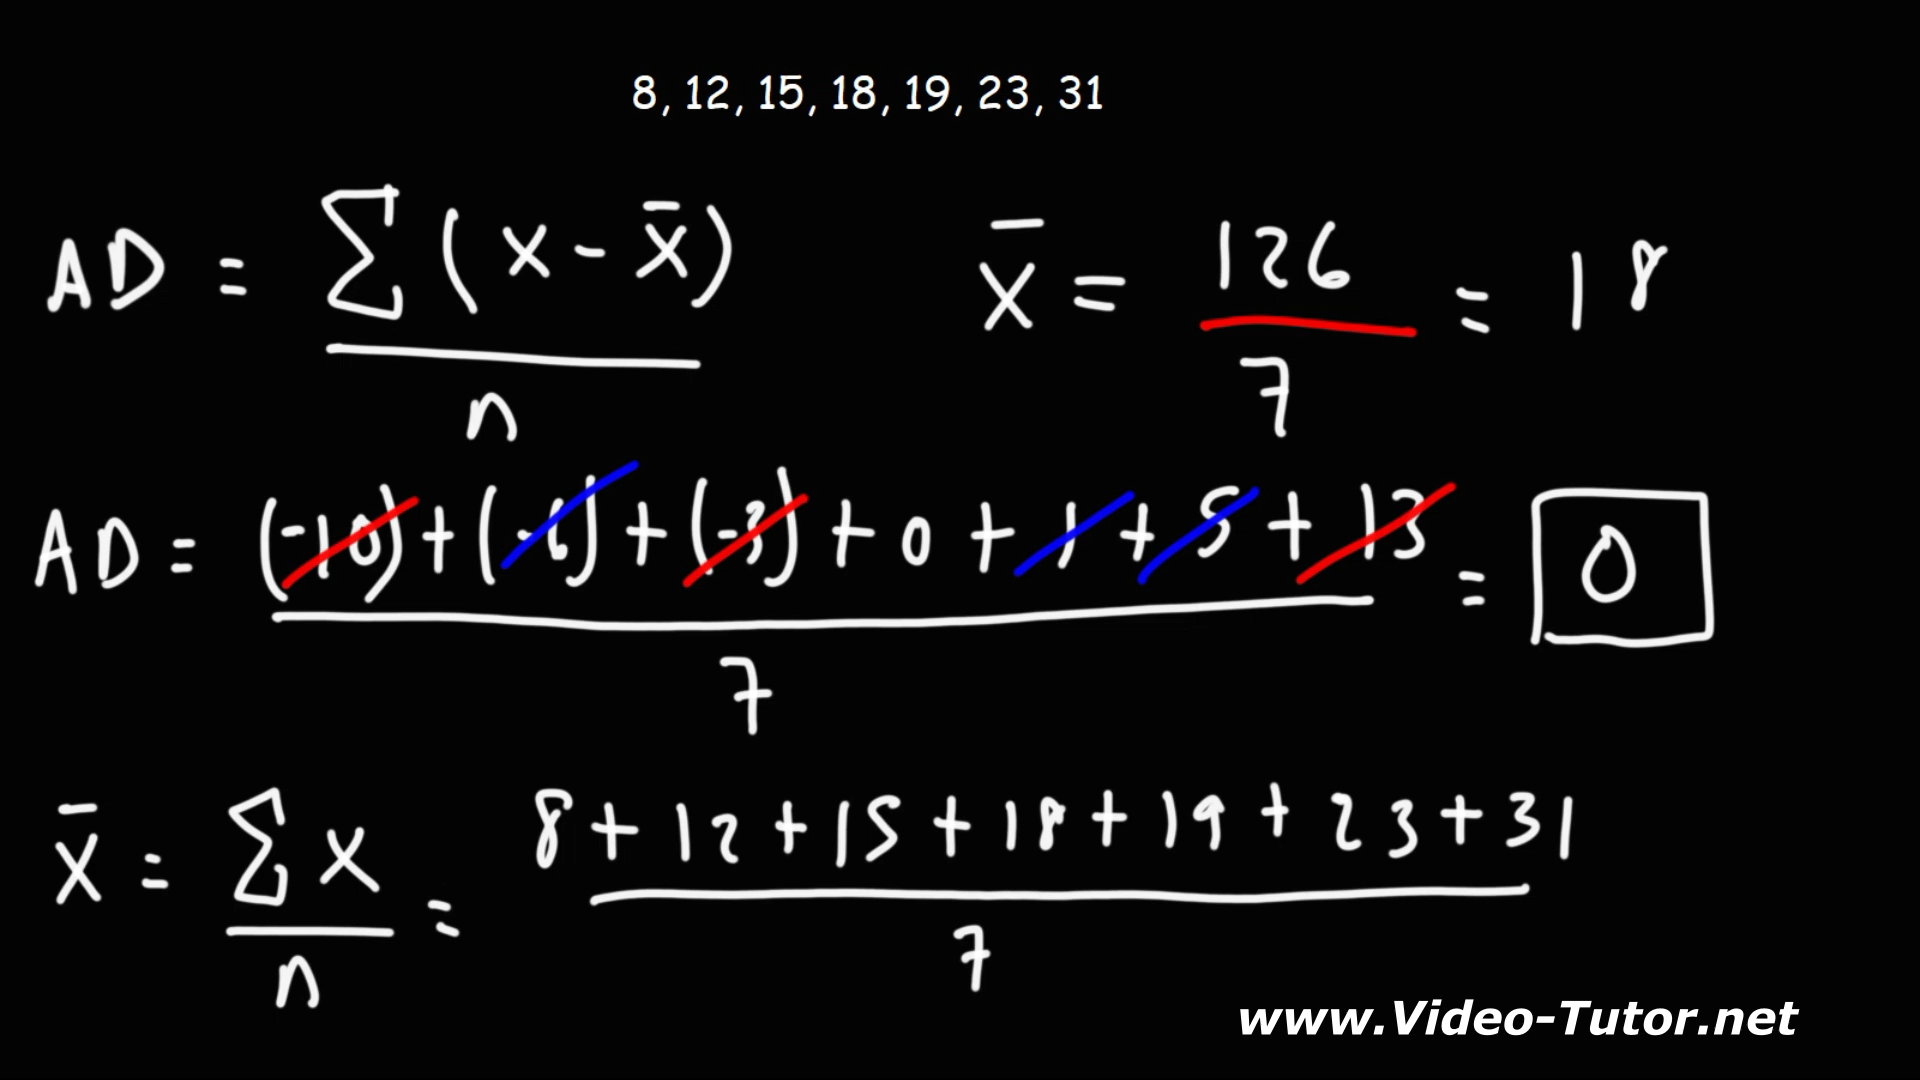 8, 12, 15, 18, 19, 23, 31
AD = Σ(x - x̄) / n
x̄ = 126 / 7 = 18
AD = (-10) + (-6) + (-3) + 0 + 1 + 5 + 13 / 7 = 0
x̄ = Σx / n = 8 + 12 + 15 + 18 + 19 + 23 + 31 / 7
www.Video-Tutor.net